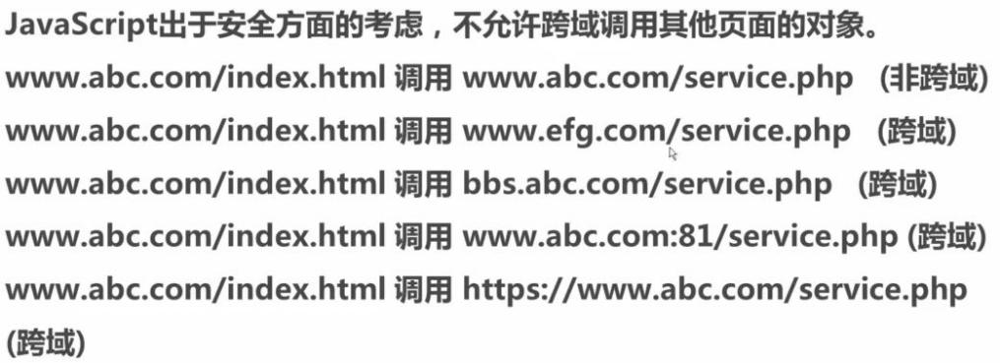 JavaScript出于安全方面的考虑，不允许跨域调用其他页面的对象。
www.abc.com/index.html 调用 www.abc.com/service.php (非跨域)
www.abc.com/index.html 调用 www.efg.com/service.php (跨域)
www.abc.com/index.html 调用 bbs.abc.com/service.php (跨域)
www.abc.com/index.html 调用 www.abc.com:81/service.php (跨域)
www.abc.com/index.html 调用 https://www.abc.com/service.php
(跨域)